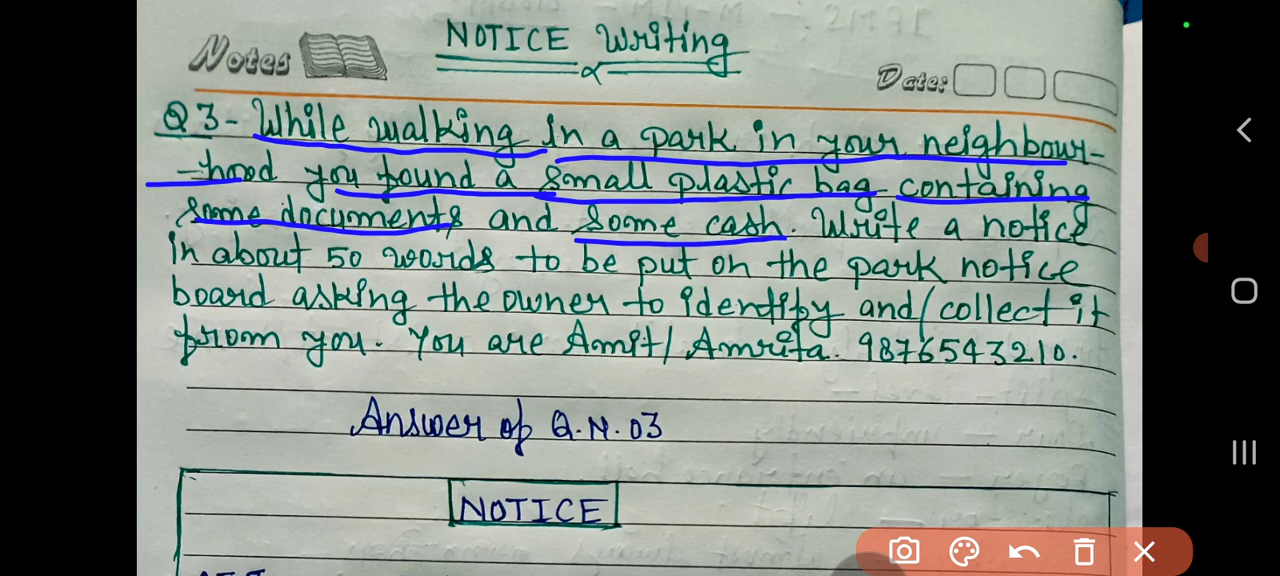 NOTICE Writing
Notes
Date:
Q 3- While walking in a park in your neighbour-
-hood you found a small plastic bag containing
some documents and some cash. Write a notice
in about 50 words to be put on the park notice
board asking the owner to identify and/collect it
from you. You are Amit/Amrita. 9876543210.
Answer of Q.N.03
NOTICE